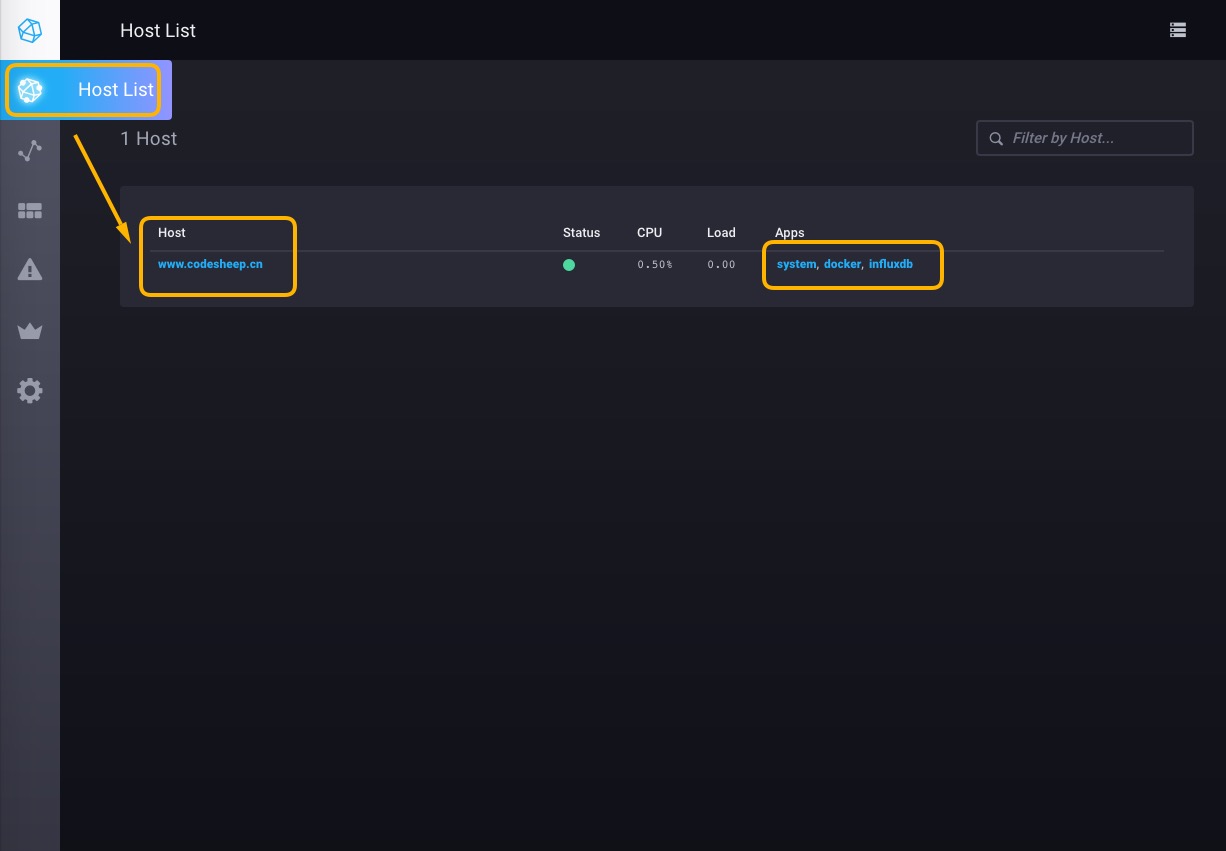 Host List
Host List
1 Host
Filter by Host...
Host Status CPU Load Apps
www.codesheep.cn 0.50% 0.00 system, docker, influxdb